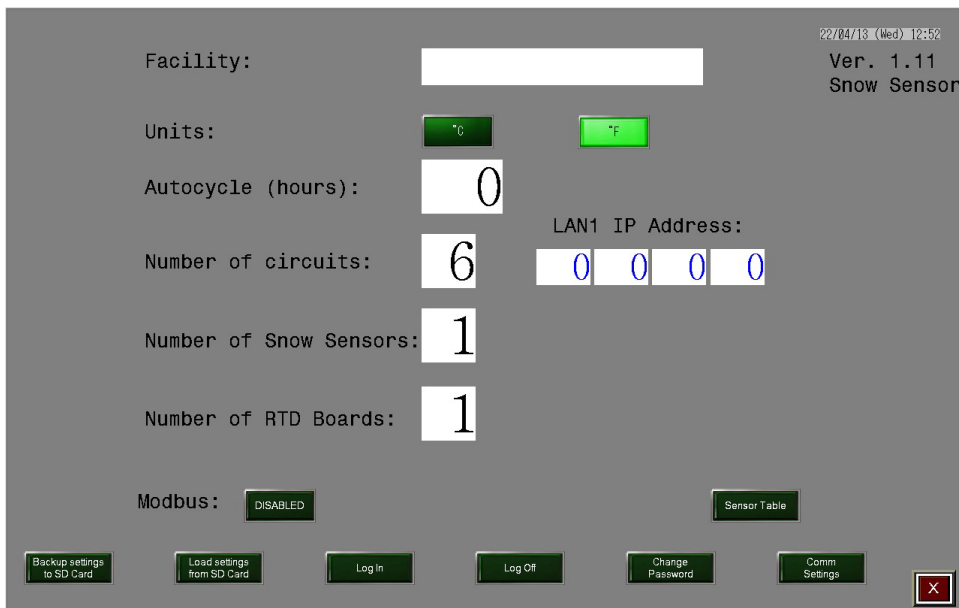 22/04/13 (Wed) 12:52
Facility:
Ver. 1.11
Snow Sensor
Units:
°C
°F
Autocycle (hours):
0
LAN1 IP Address:
Number of circuits:
6
0 0 0 0
Number of Snow Sensors:
1
Number of RTD Boards:
1
Modbus:
DISABLED
Sensor Table
Backup settings
to SD Card
Load settings
from SD Card
Log In
Log Off
Change
Password
Comm
Settings
X